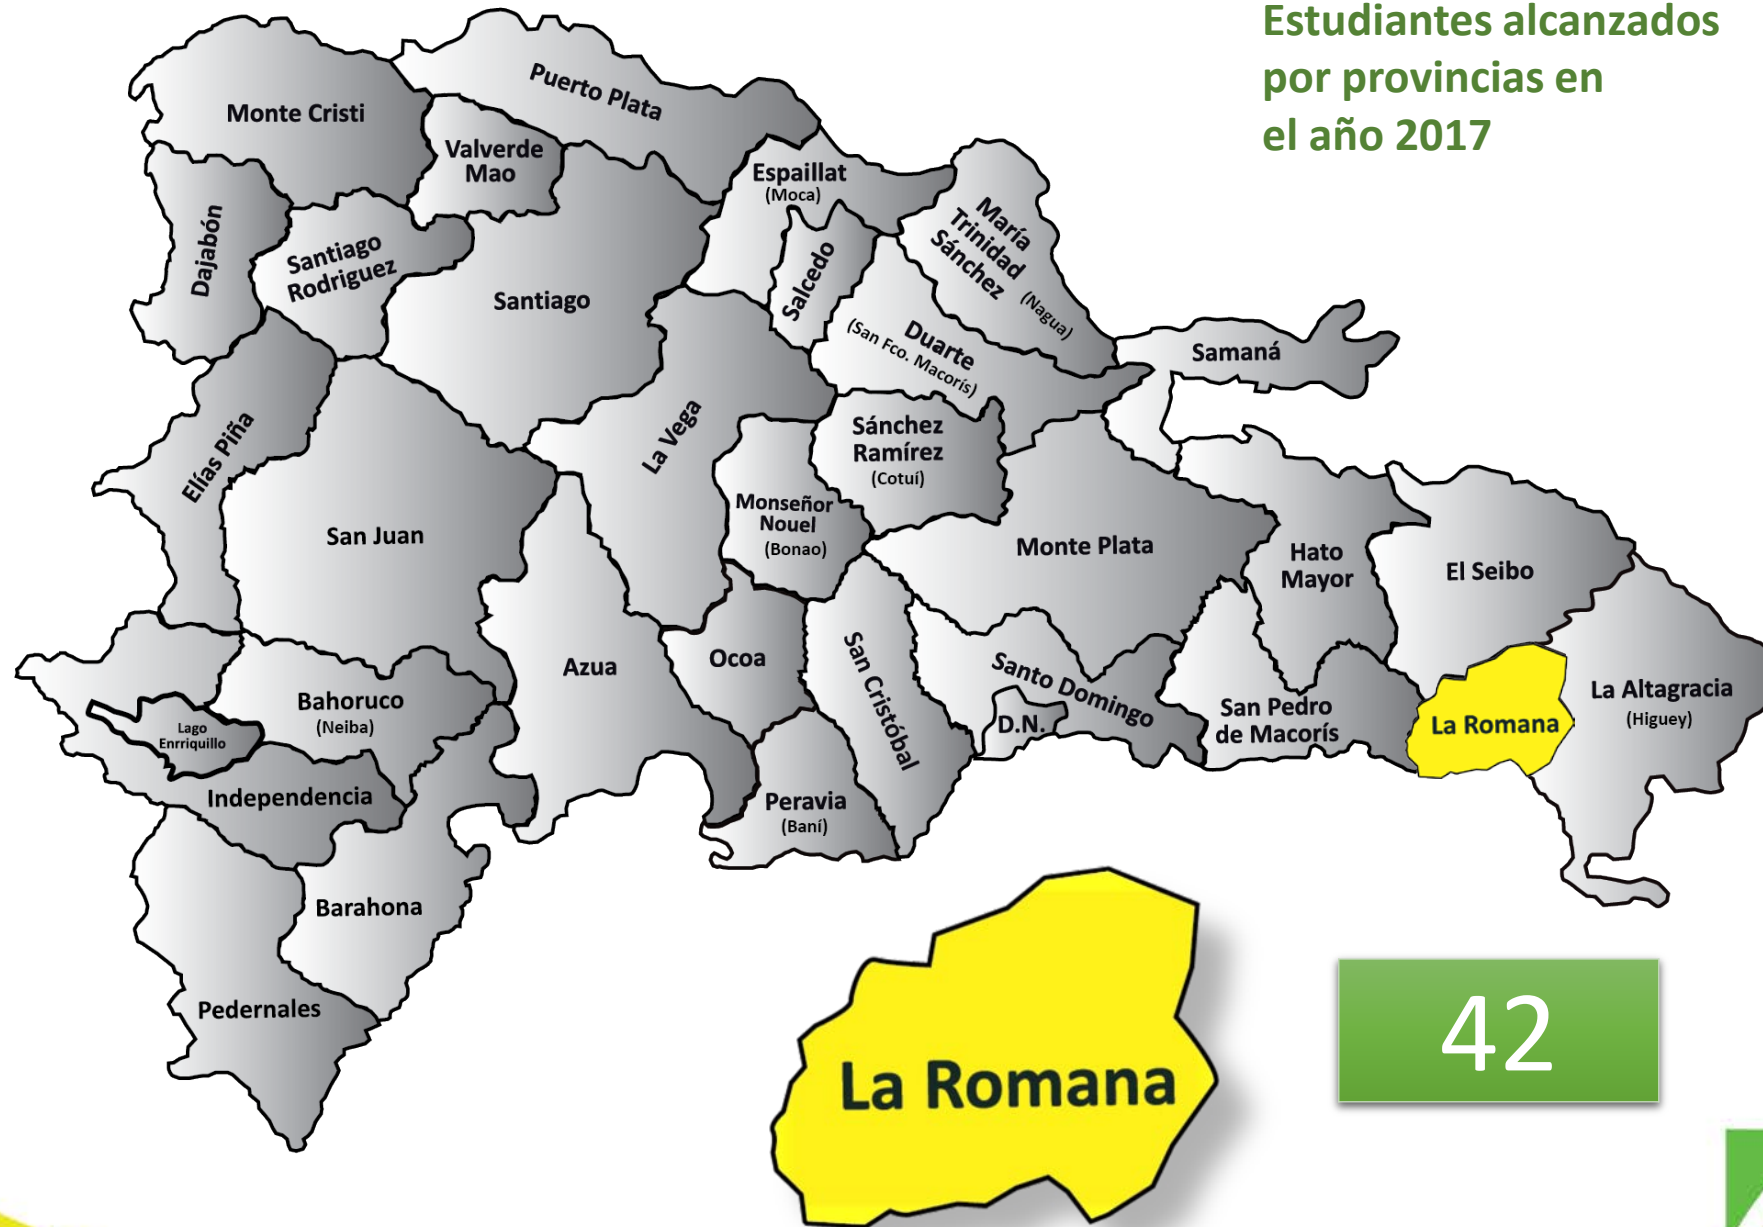 Estudiantes alcanzados
por provincias en
el año 2017
Puerto Plata
Monte Cristi
Valverde
Mao
Espaillat
(Moca)
María
Trinidad
Sánchez
(Nagua)
Dajabón
Santiago
Rodriguez
Santiago
Salcedo
Duarte
(San Fco. Macorís)
Samaná
Elías Piña
La Vega
Sánchez
Ramírez
(Cotuí)
San Juan
Monseñor
Nouel
(Bonao)
Monte Plata
Hato
Mayor
El Seibo
Azua
Ocoa
San Cristóbal
Santo Domingo
D.N.
San Pedro
de Macorís
La Romana
La Altagracia
(Higuey)
Bahoruco
(Neiba)
Lago
Enrriquillo
Independencia
Peravia
(Baní)
Barahona
Pedernales
La Romana
42